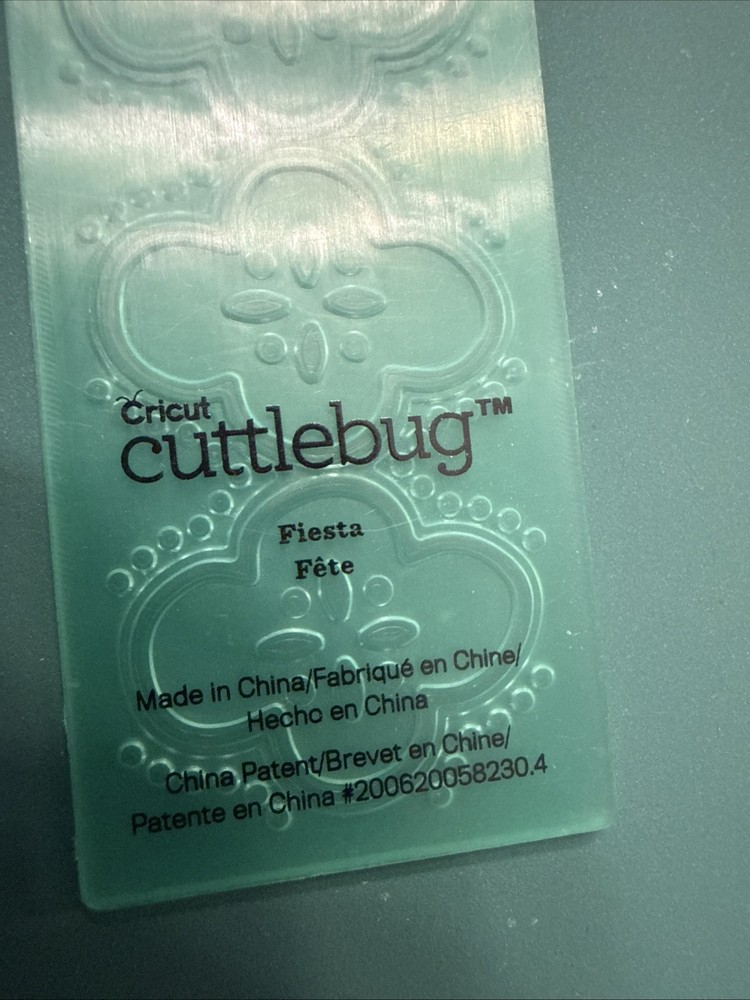 Cricut
cuttlebug™
Fiesta
Fête
Made in China/Fabriqué en Chine/
Hecho en China
China Patent/Brevet en Chine/
Patente en China #200620058230.4